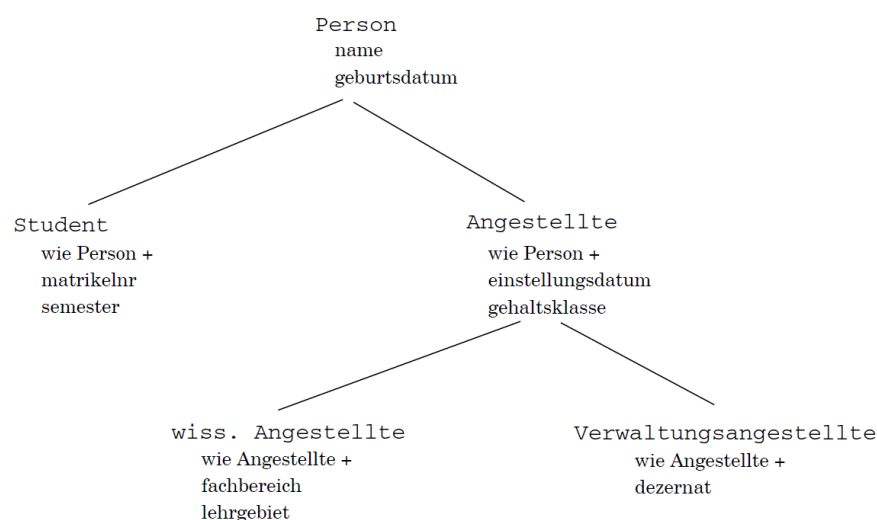 Person
name
geburtsdatum
Student
wie Person +
matrikelnr
semester
Angestellte
wie Person +
einstellungsdatum
gehaltsklasse
wiss. Angestellte
wie Angestellte +
fachbereich
lehrgebiet
Verwaltungsangestellte
wie Angestellte +
dezernat